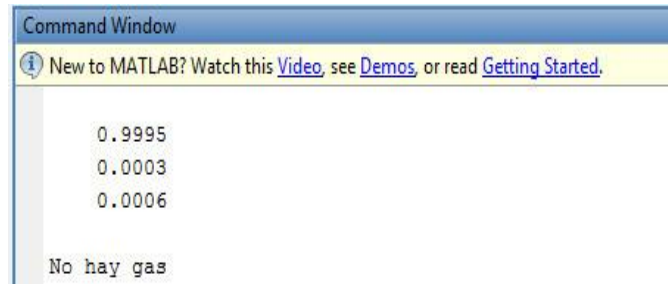 Command Window
New to MATLAB? Watch this Video, see Demos, or read Getting Started.
0.9995
0.0003
0.0006
No hay gas